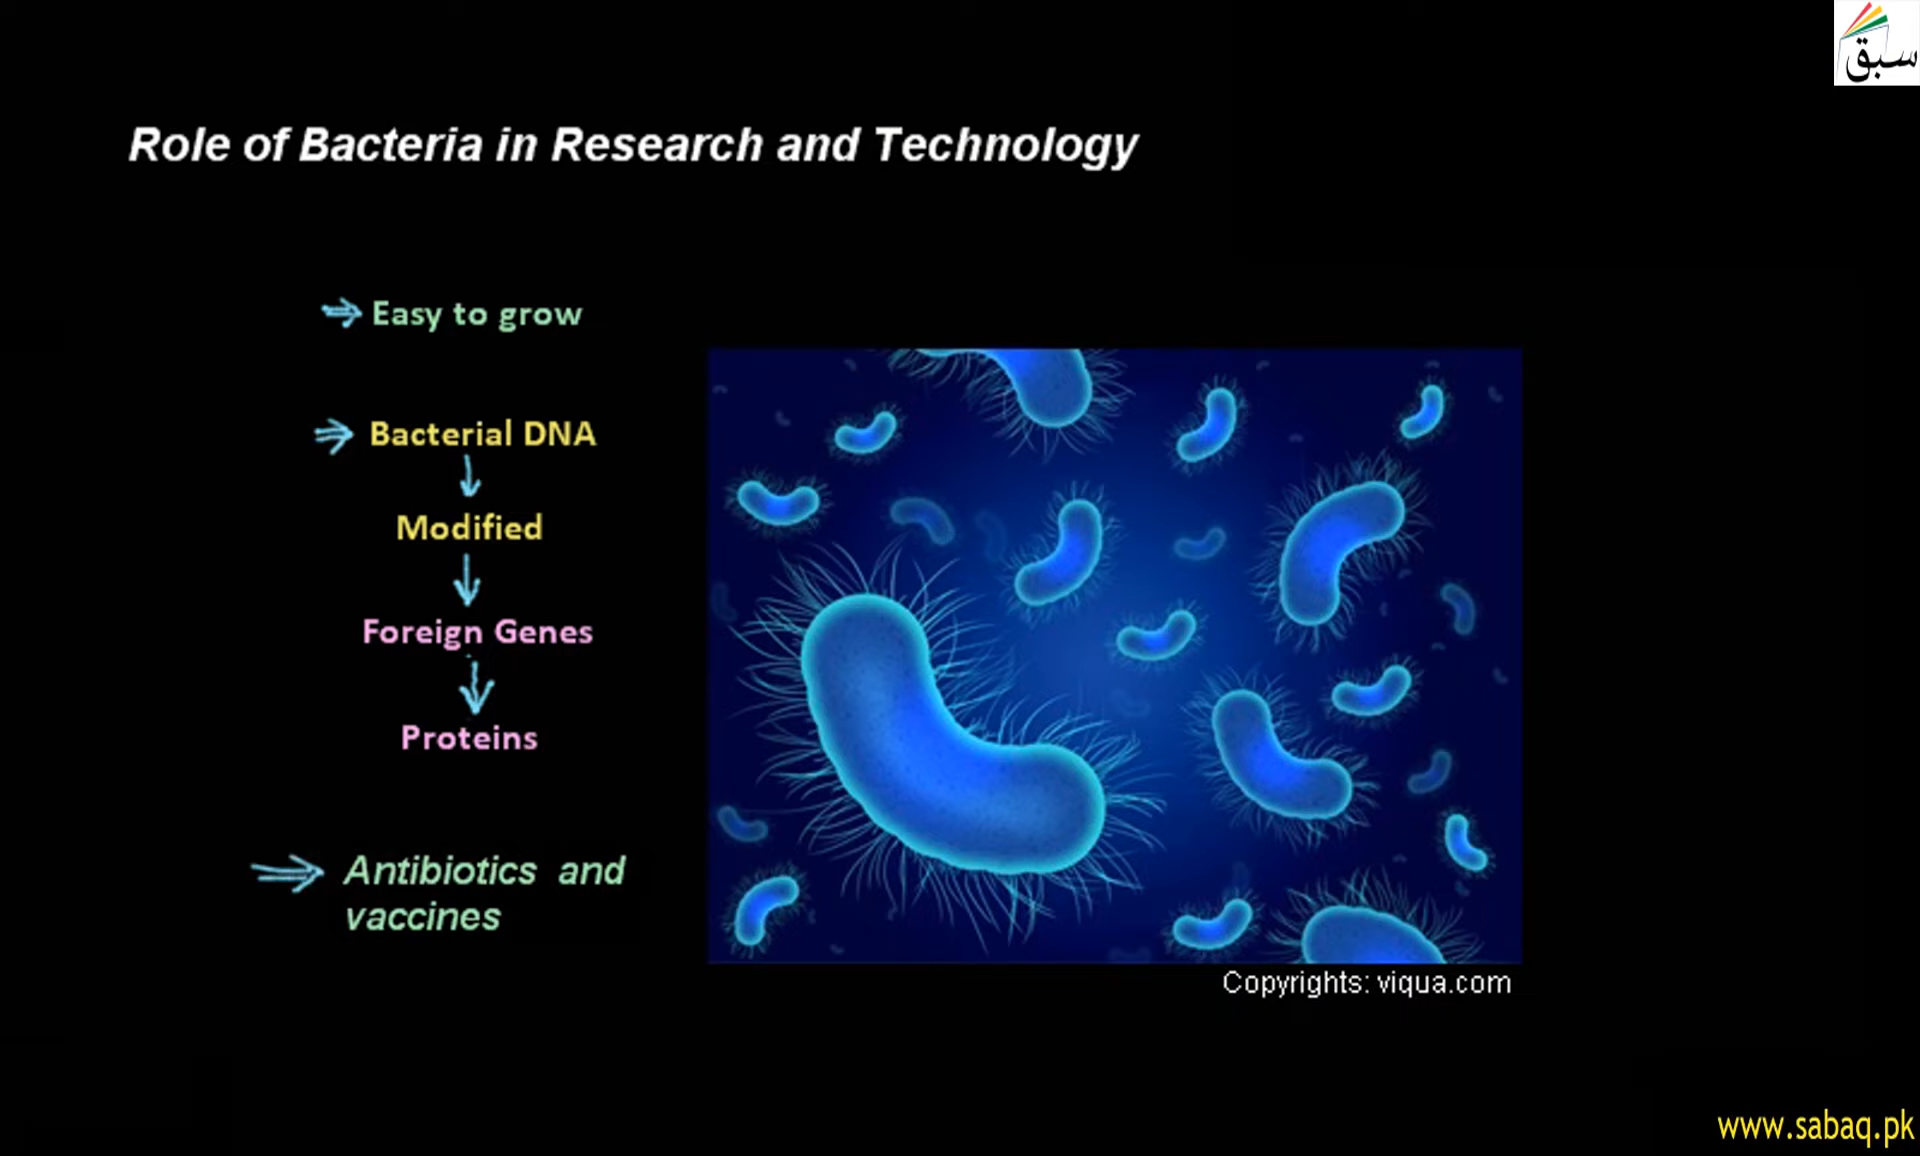 سبق
Role of Bacteria in Research and Technology
Easy to grow
Bacterial DNA
Modified
Foreign Genes
Proteins
Antibiotics and
vaccines
Copyrights: viqua.com
www.sabaq.pk